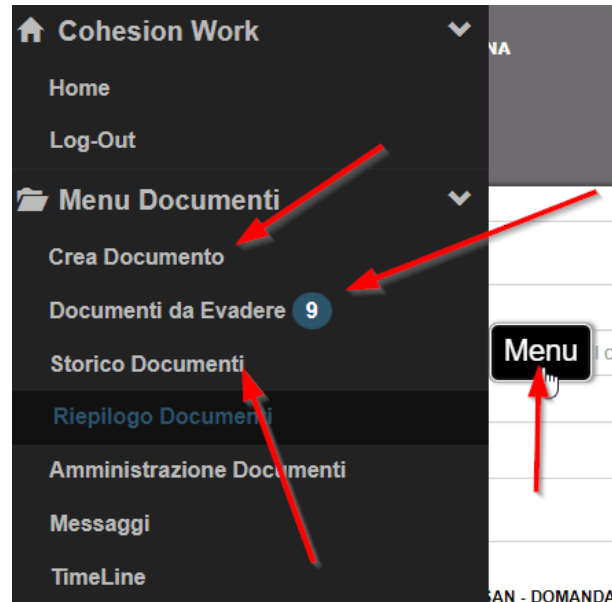 Cohesion Work
NA
Home
Log-Out
Menu Documenti
Crea Documento
Documenti da Evadere 9
Storico Documenti
Menu
Riepilogo Documenti
Amministrazione Documenti
Messaggi
TimeLine
SAN - DOMANDA